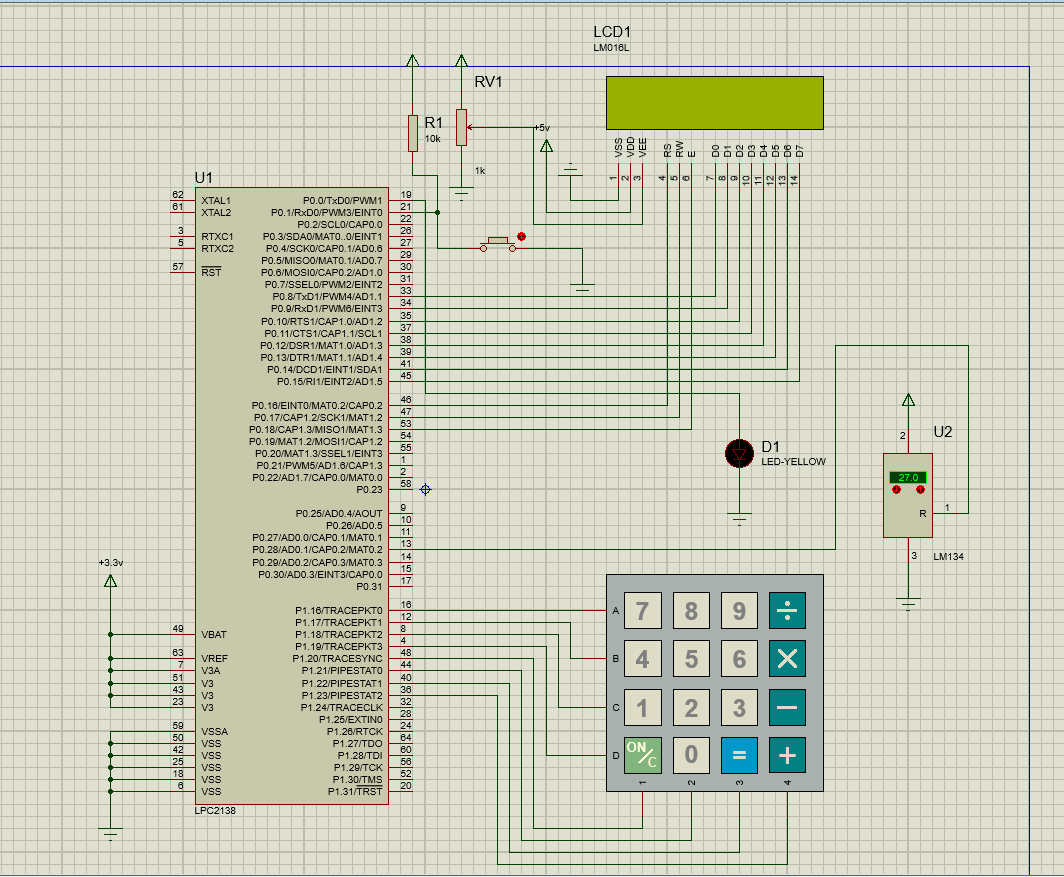 LCD1
LM016L
RV1
R1
10k
1k
+5v
VSS
VDD
VEE
RS
RW
E
D0
D1
D2
D3
D4
D5
D6
D7
1
2
3
4
5
6
7
8
9
10
11
12
13
14
U1
62 XTAL1
61 XTAL2
3 RTXC1
5 RTXC2
57 RST
P0.0/TxD0/PWM1 19
P0.1/RxD0/PWM3/EINT0 21
P0.2/SCL0/CAP0.0 22
P0.3/SDA0/MAT0..0/EINT1 26
P0.4/SCK0/CAP0.1/AD0.6 27
P0.5/MISO0/MAT0.1/AD0.7 29
P0.6/MOSI0/CAP0.2/AD1.0 30
P0.7/SSEL0/PWM2/EINT2 31
P0.8/TxD1/PWM4/AD1.1 33
P0.9/RxD1/PWM6/EINT3 34
P0.10/RTS1/CAP1.0/AD1.2 35
P0.11/CTS1/CAP1.1/SCL1 37
P0.12/DSR1/MAT1.0/AD1.3 38
P0.13/DTR1/MAT1.1/AD1.4 39
P0.14/DCD1/EINT1/SDA1 41
P0.15/RI1/EINT2/AD1.5 45
P0.16/EINT0/MAT0.2/CAP0.2 46
P0.17/CAP1.2/SCK1/MAT1.2 47
P0.18/CAP1.3/MISO1/MAT1.3 53
P0.19/MAT1.2/MOSI1/CAP1.2 54
P0.20/MAT1.3/SSEL1/EINT3 55
P0.21/PWM5/AD1.6/CAP1.3 1
P0.22/AD1.7/CAP0.0/MAT0.0 2
P0.23 58
P0.25/AD0.4/AOUT 9
P0.26/AD0.5 10
P0.27/AD0.0/CAP0.1/MAT0.1 11
P0.28/AD0.1/CAP0.2/MAT0.2 13
P0.29/AD0.2/CAP0.3/MAT0.3 14
P0.30/AD0.3/EINT3/CAP0.0 15
P0.31 17
P1.16/TRACEPKT0 16
P1.17/TRACEPKT1 12
P1.18/TRACEPKT2 8
P1.19/TRACEPKT3 4
P1.20/TRACESYNC 48
P1.21/PIPESTAT0 44
P1.22/PIPESTAT1 40
P1.23/PIPESTAT2 36
P1.24/TRACECLK 32
P1.25/EXTIN0 28
P1.26/RTCK 24
P1.27/TDO 64
P1.28/TDI 60
P1.29/TCK 56
P1.30/TMS 52
P1.31/TRST 20
+3.3v
49 VBAT
63 VREF
7 V3A
51 V3
43 V3
23 V3
59 VSSA
50 VSS
42 VSS
25 VSS
18 VSS
6 VSS
LPC2138
D1
LED-YELLOW
U2
2
27.0
R 1
3
LM134
A 7 8 9 ÷
B 4 5 6 ×
C 1 2 3 −
D ON/C 0 = +
1 2 3 4